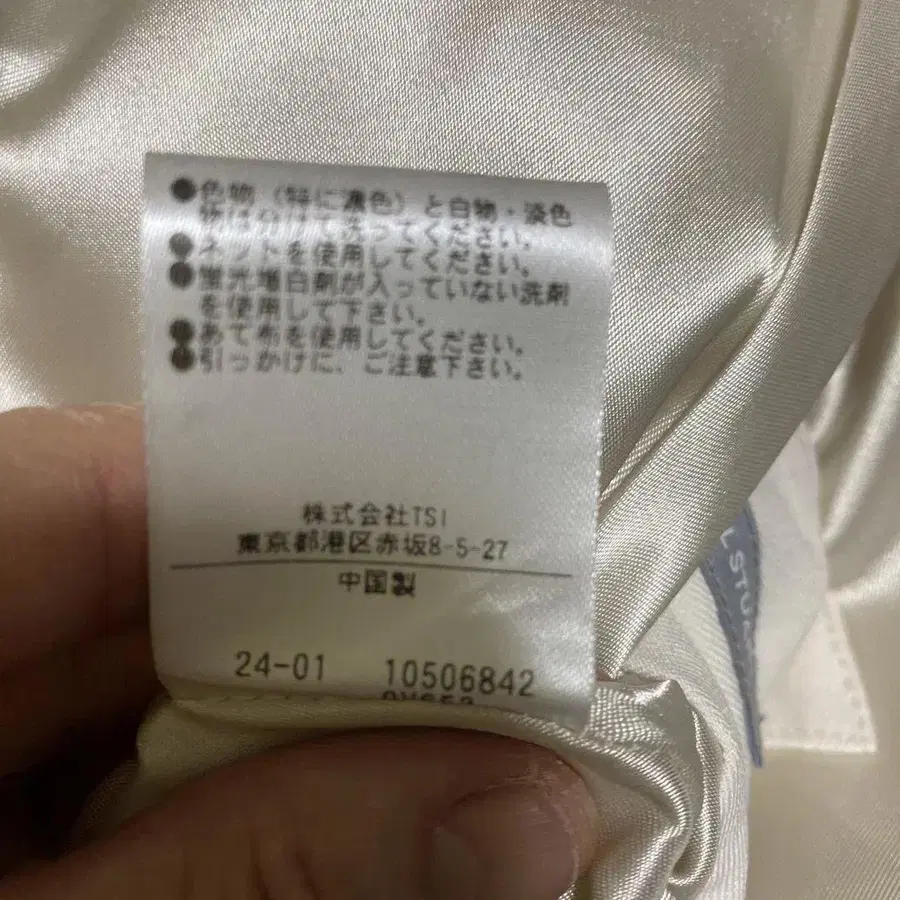 ●色物（特に濃色）と白物・淡色
物は分けて洗ってください。
●ネットを使用してください。
●蛍光増白剤が入っていない洗剤
を使用して下さい。
●あて布を使用してください。
●引っかけに、ご注意下さい。
株式会社TSI
東京都港区赤坂8-5-27
中国製
24-01 10506842
L STU